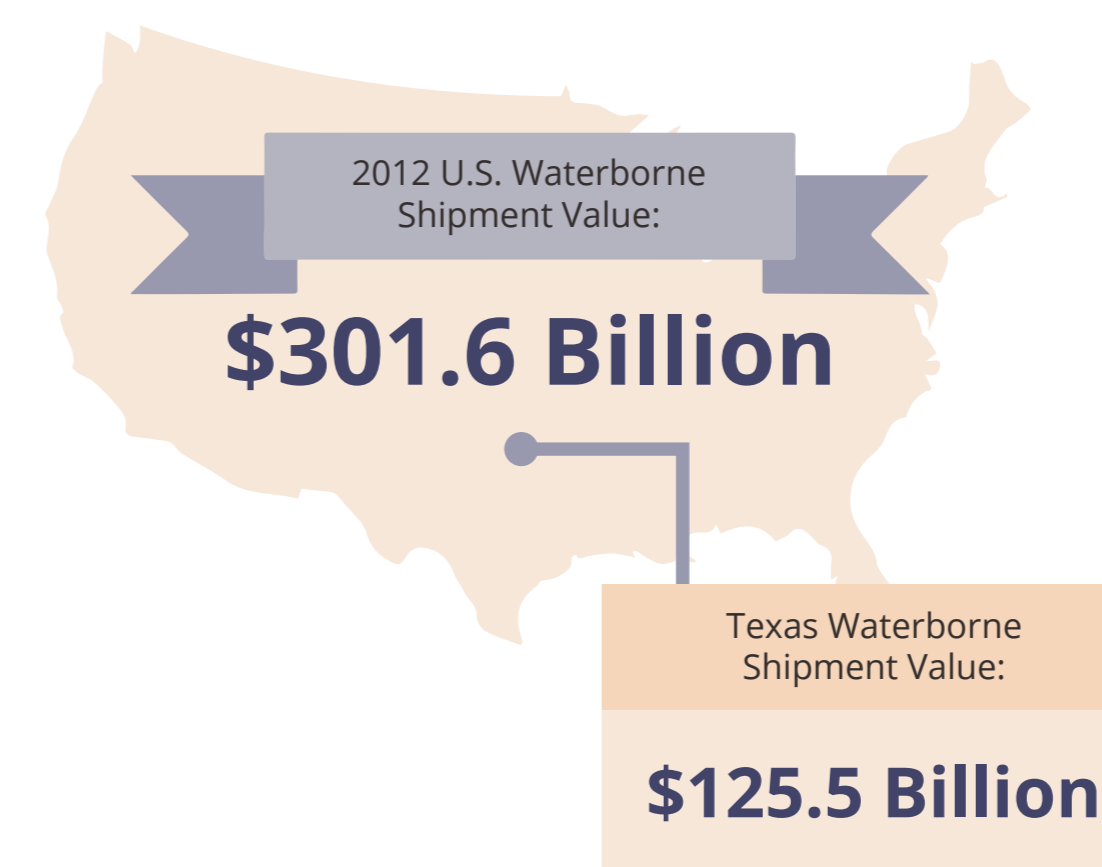 2012 U.S. Waterborne
Shipment Value:
$301.6 Billion
Texas Waterborne
Shipment Value:
$125.5 Billion